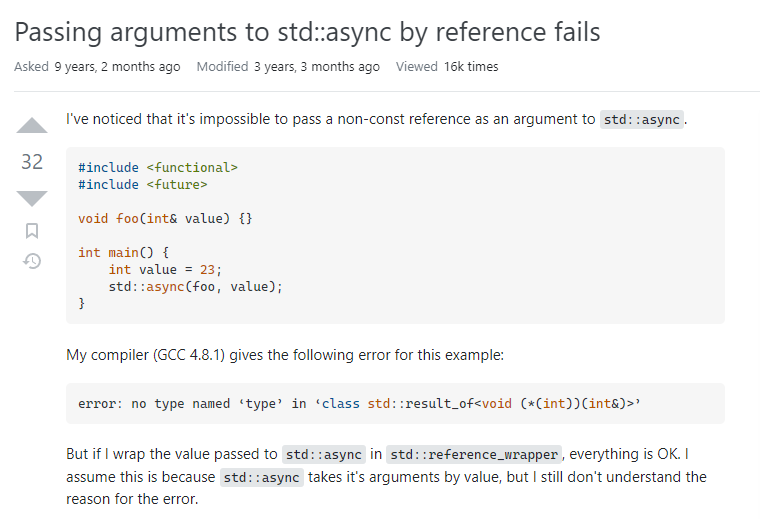 Passing arguments to std::async by reference fails
Asked 9 years, 2 months ago Modified 3 years, 3 months ago Viewed 16k times
I've noticed that it's impossible to pass a non-const reference as an argument to std::async.
32
#include <functional>
#include <future>
void foo(int& value) {}
int main() {
    int value = 23;
    std::async(foo, value);
}
My compiler (GCC 4.8.1) gives the following error for this example:
error: no type named ‘type’ in ‘class std::result_of<void (*(int))(int&)>’
But if I wrap the value passed to std::async in std::reference_wrapper, everything is OK. I
assume this is because std::async takes it's arguments by value, but I still don't understand the
reason for the error.